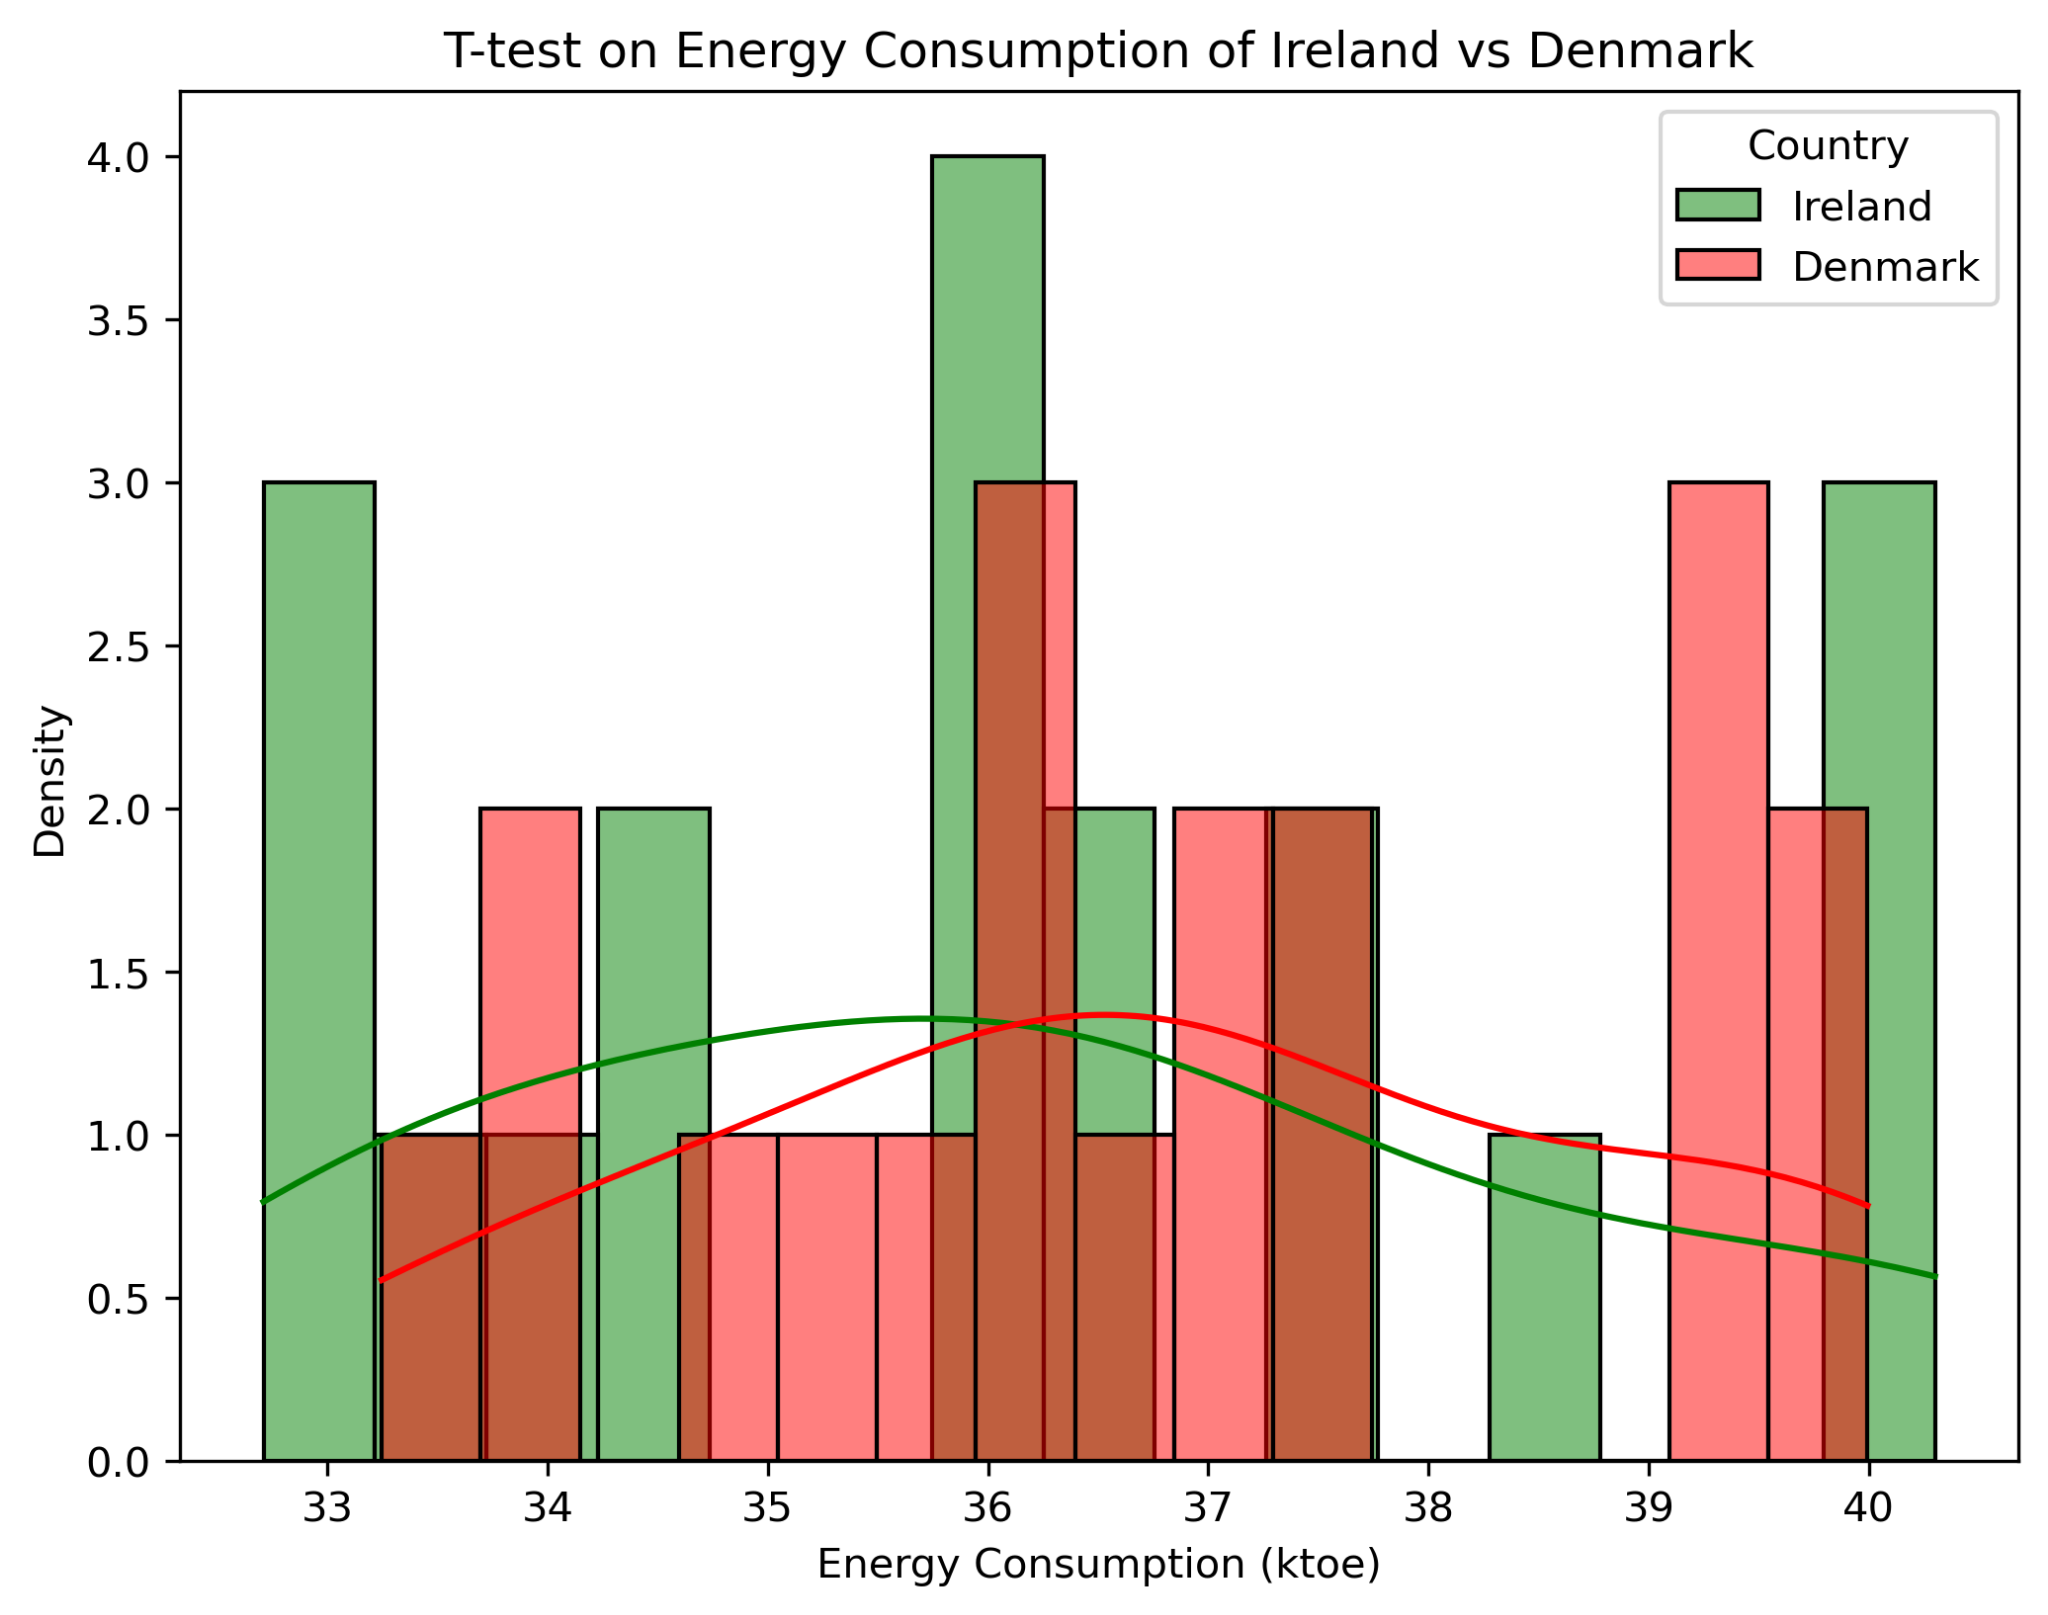 T-test on Energy Consumption of Ireland vs Denmark
Country
Ireland
Denmark
4.0
3.5
3.0
2.5
2.0
1.5
1.0
0.5
0.0
Density
33 34 35 36 37 38 39 40
Energy Consumption (ktoe)